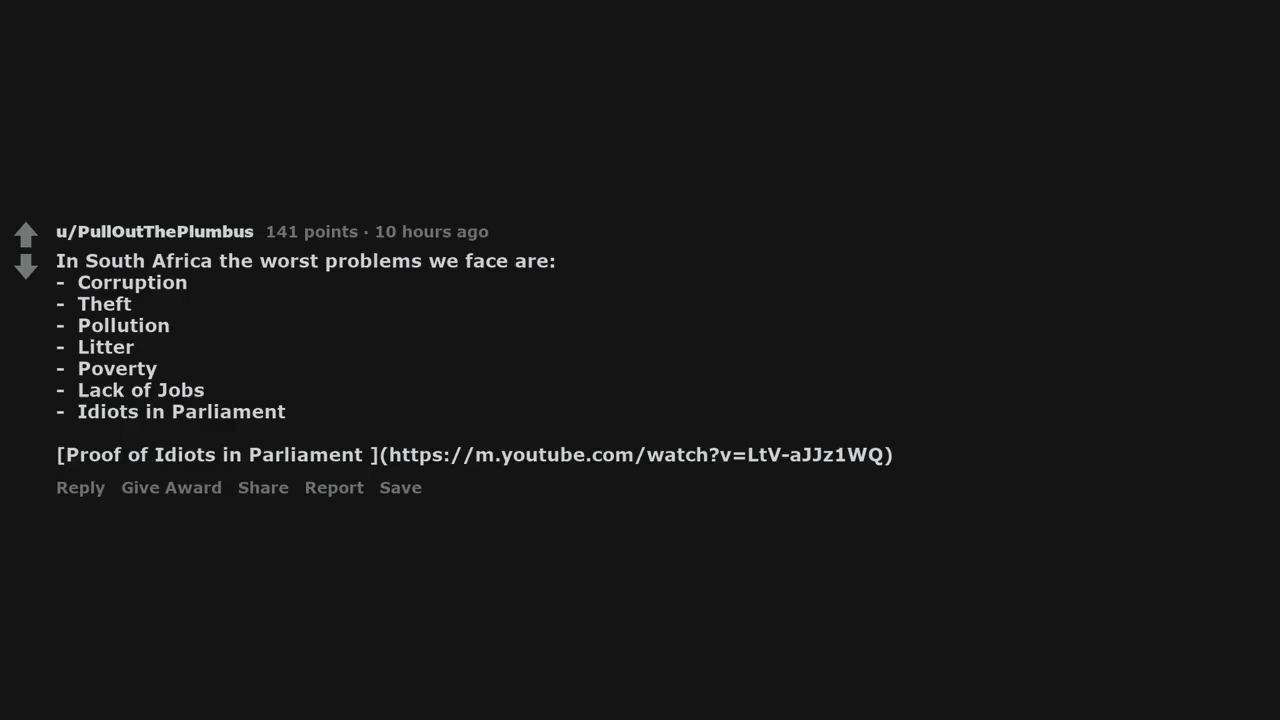 u/PullOutThePlumbus 141 points · 10 hours ago
In South Africa the worst problems we face are:
- Corruption
- Theft
- Pollution
- Litter
- Poverty
- Lack of Jobs
- Idiots in Parliament
[Proof of Idiots in Parliament ](https://m.youtube.com/watch?v=LtV-aJJz1WQ)
Reply Give Award Share Report Save